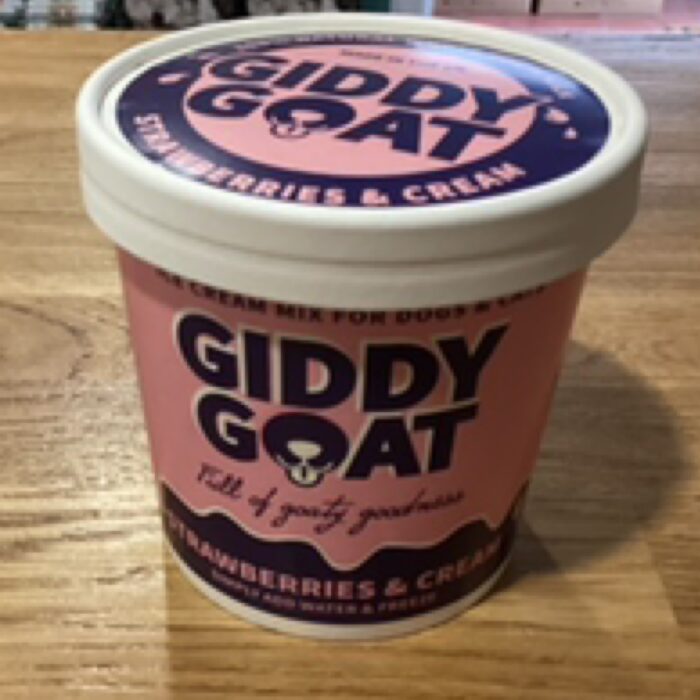 GIDDY
GOAT
STRAWBERRIES & CREAM
ICE CREAM MIX FOR DOGS & CATS
GIDDY
GOAT
Full of goaty goodness
STRAWBERRIES & CREAM
SIMPLY ADD WATER & FREEZE